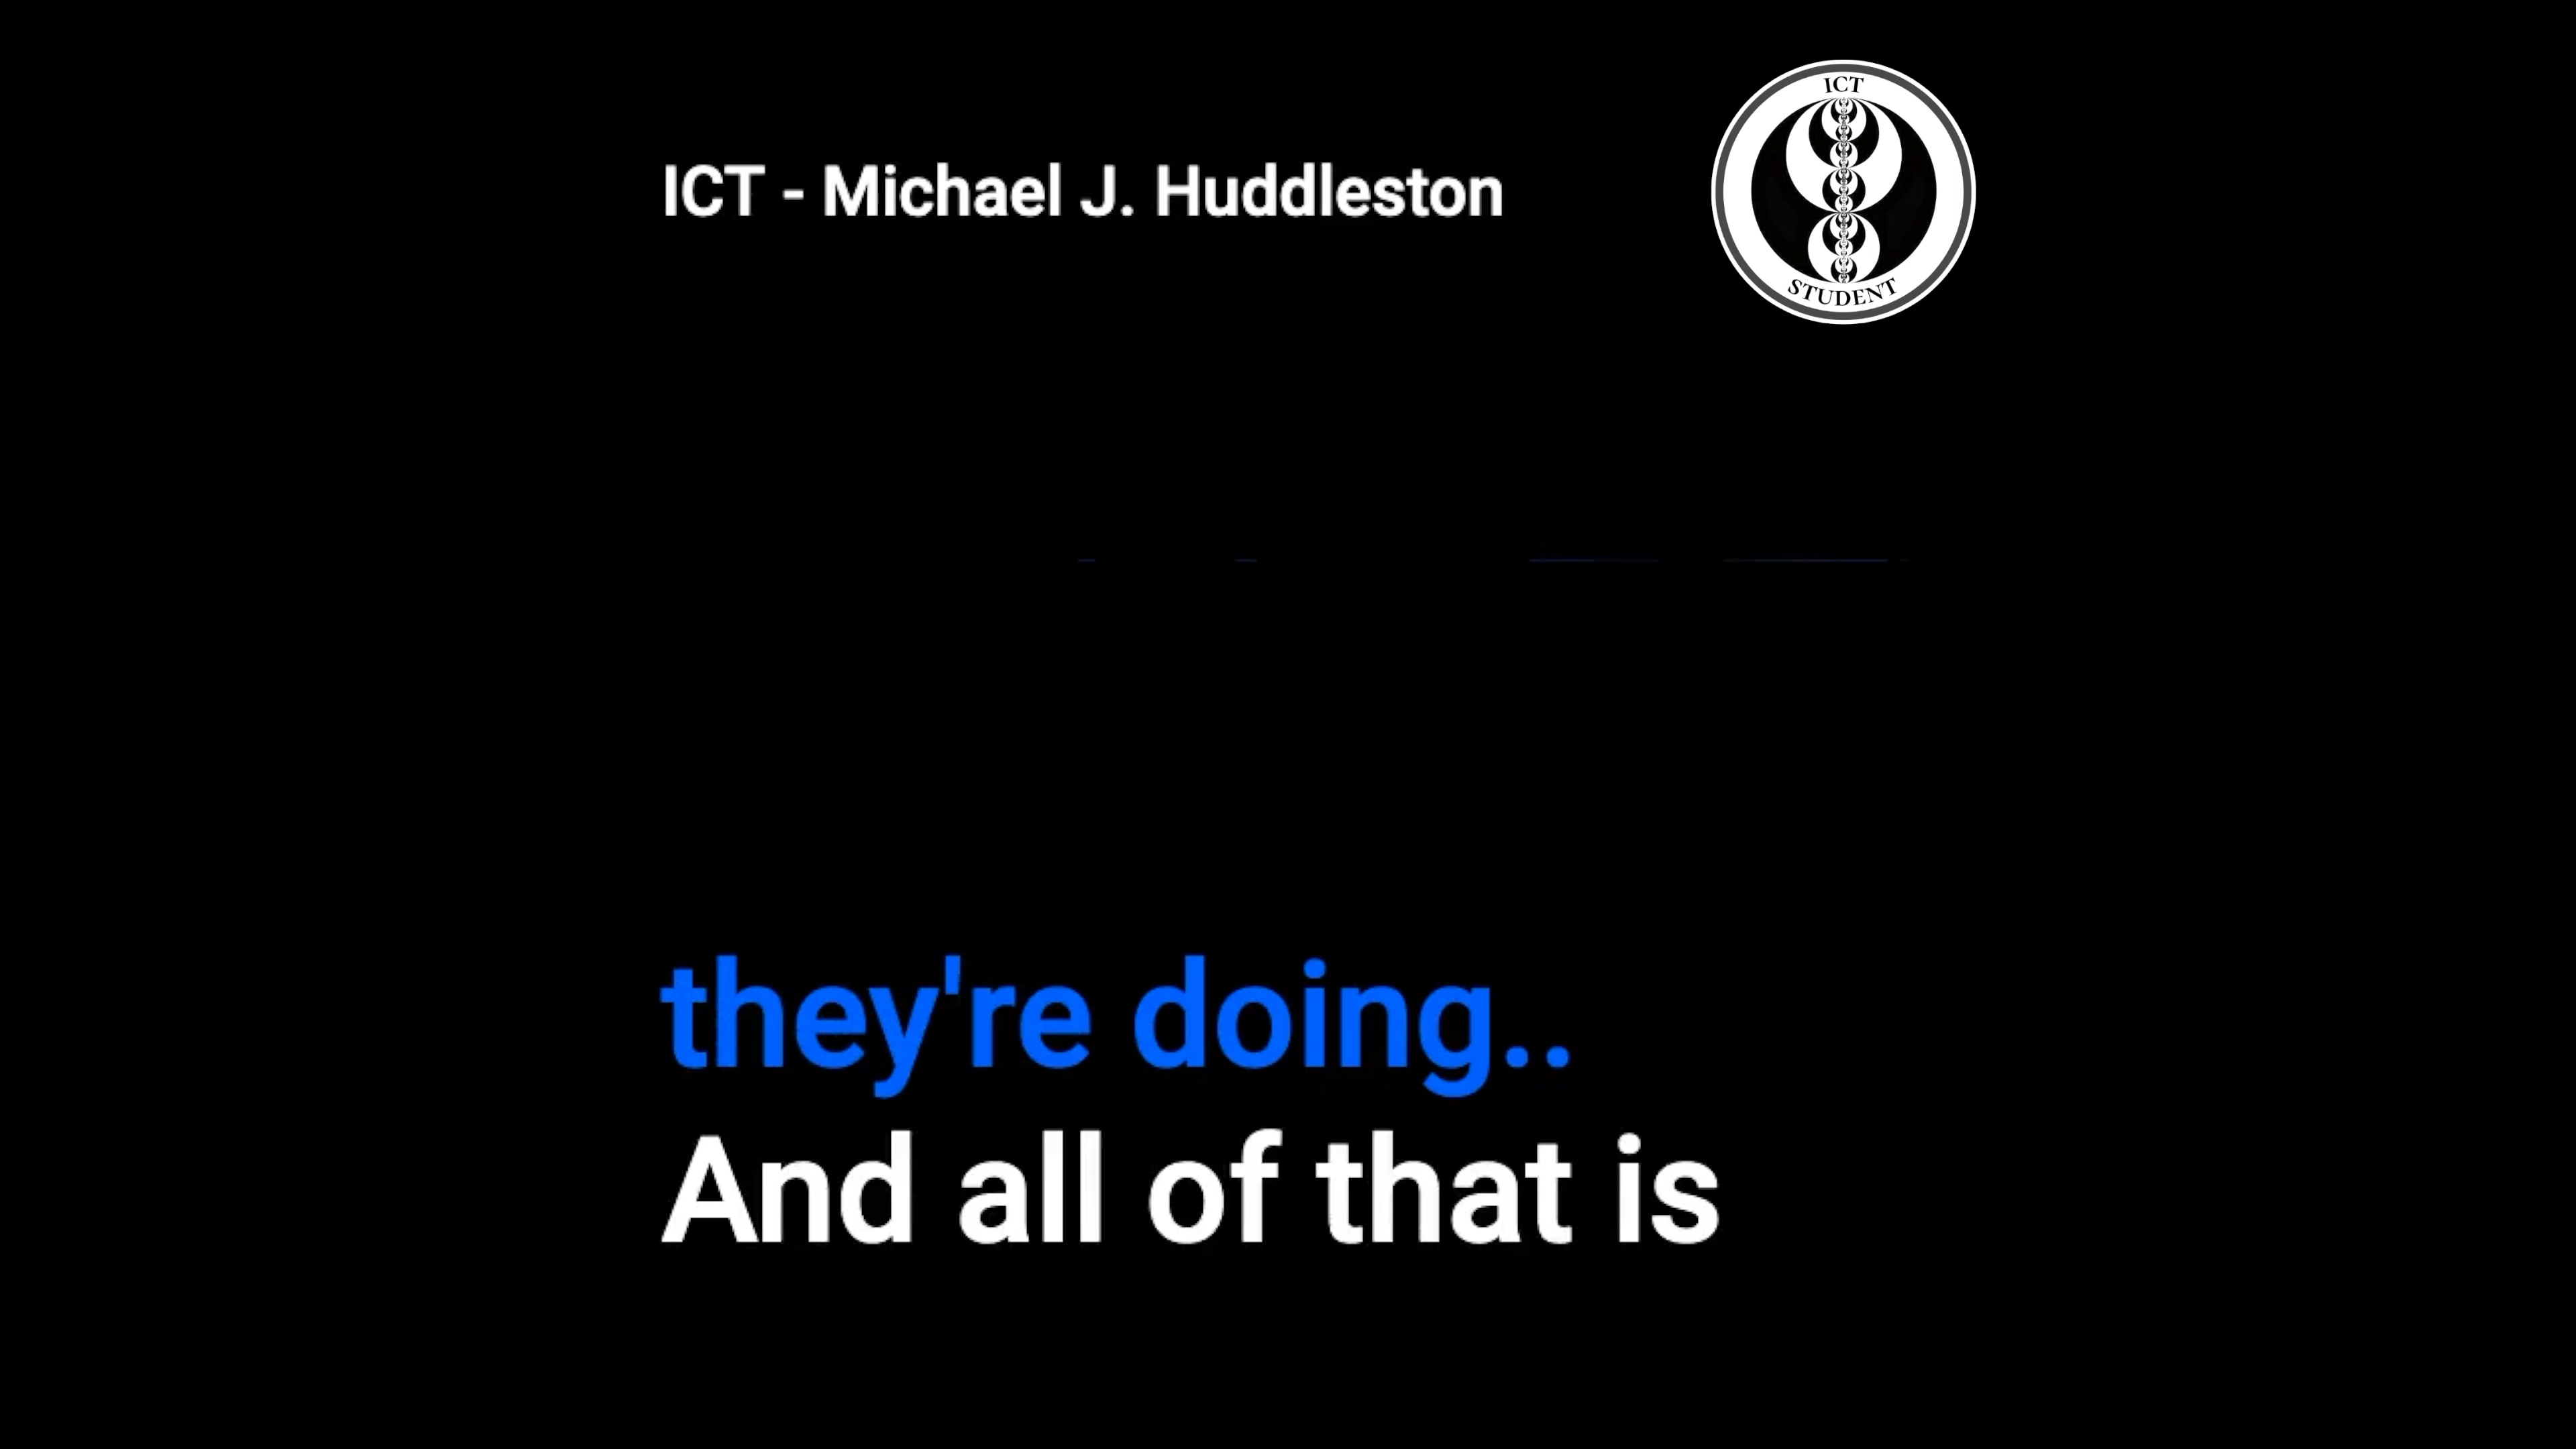 ICT
ICT - Michael J. Huddleston
STUDENT
they're doing..
And all of that is